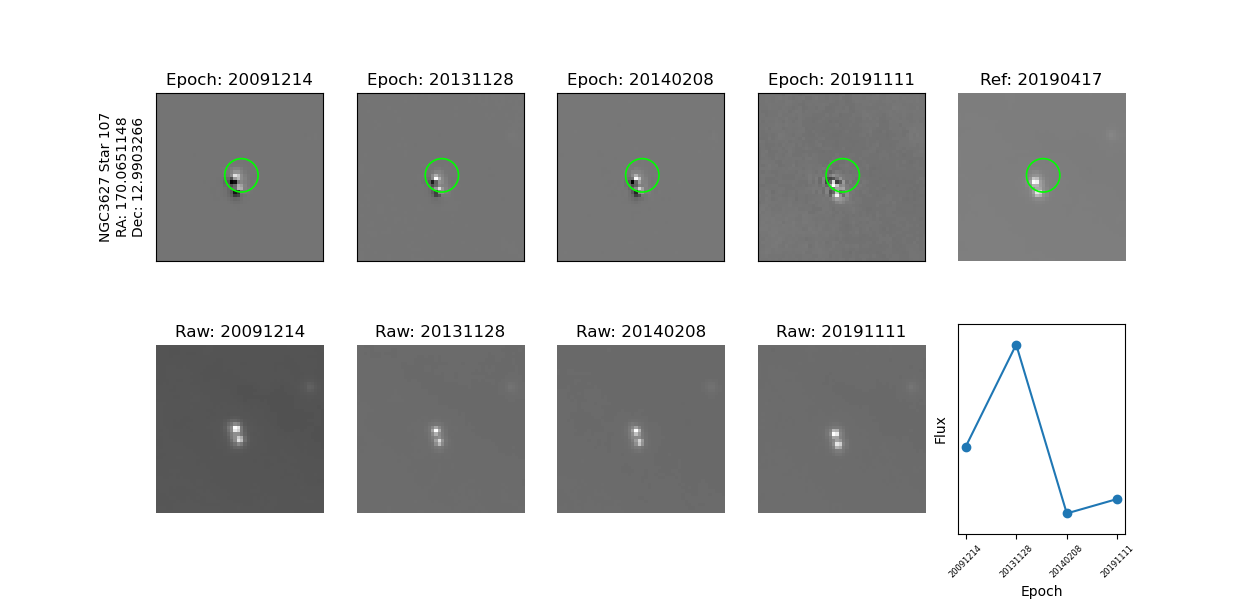 Epoch: 20091214
Epoch: 20131128
Epoch: 20140208
Epoch: 20191111
Ref: 20190417
NGC3627 Star 107
RA: 170.0651148
Dec: 12.9903266
Raw: 20091214
Raw: 20131128
Raw: 20140208
Raw: 20191111
Flux
20091214
20131128
20140208
20191111
Epoch